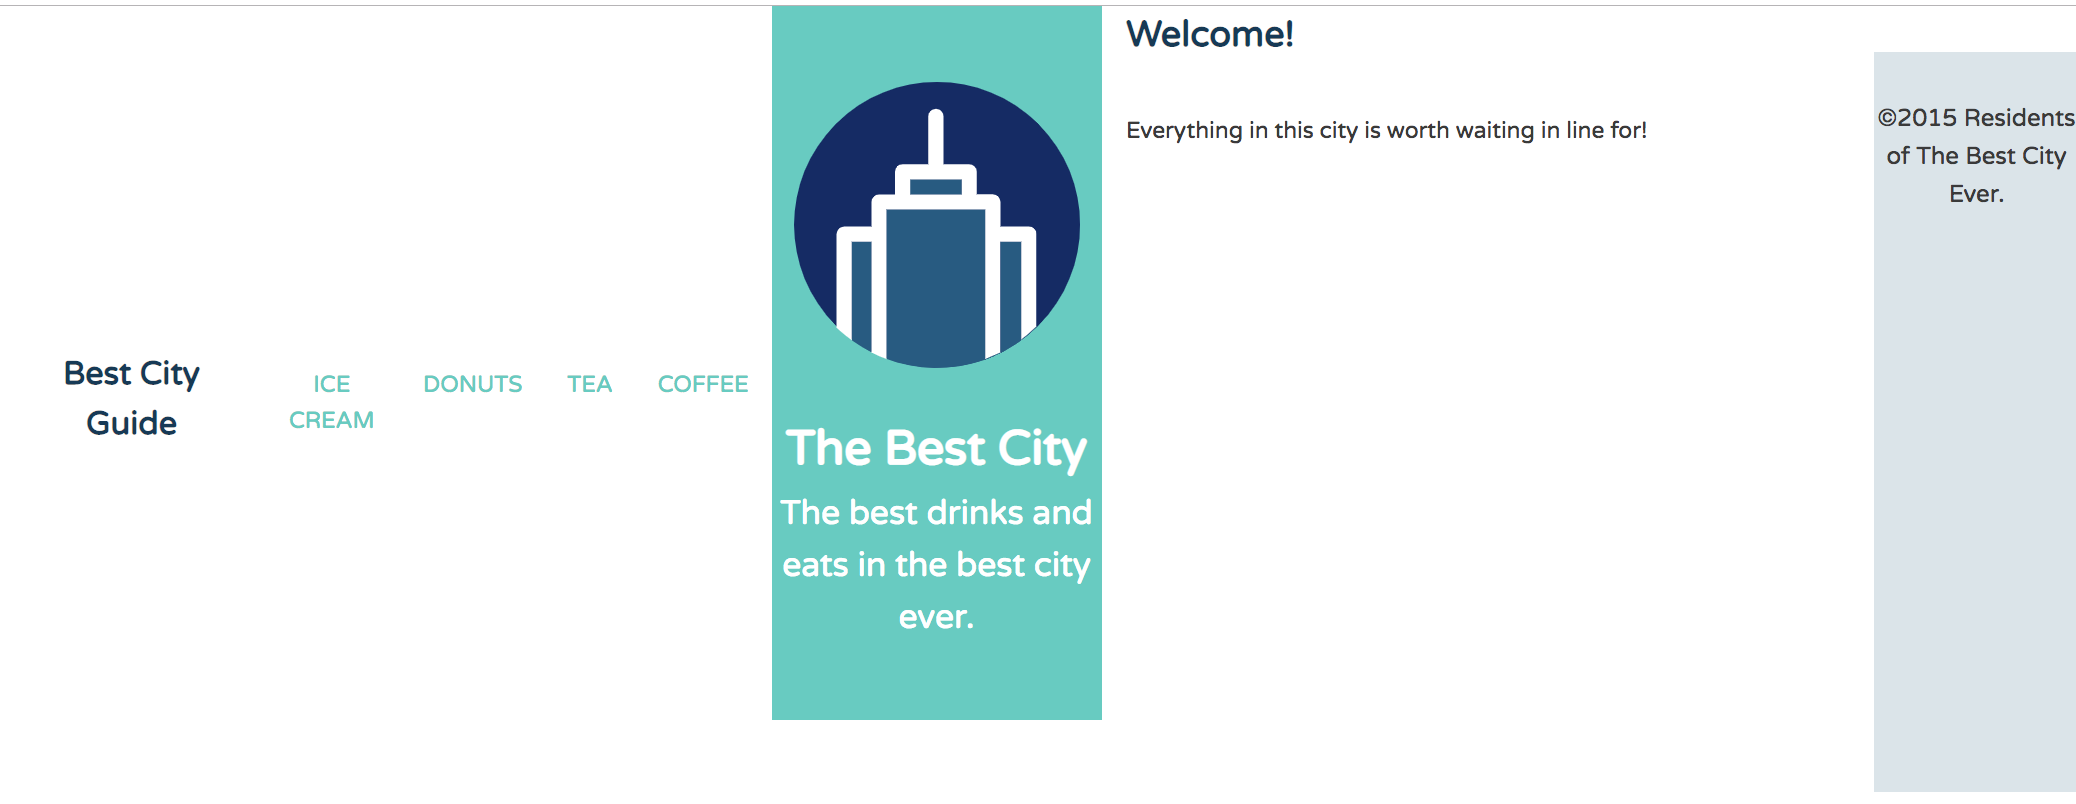 Best City
Guide
ICE
CREAM
DONUTS
TEA
COFFEE
The Best City
The best drinks and
eats in the best city
ever.
Welcome!
Everything in this city is worth waiting in line for!
©2015 Residents
of The Best City
Ever.